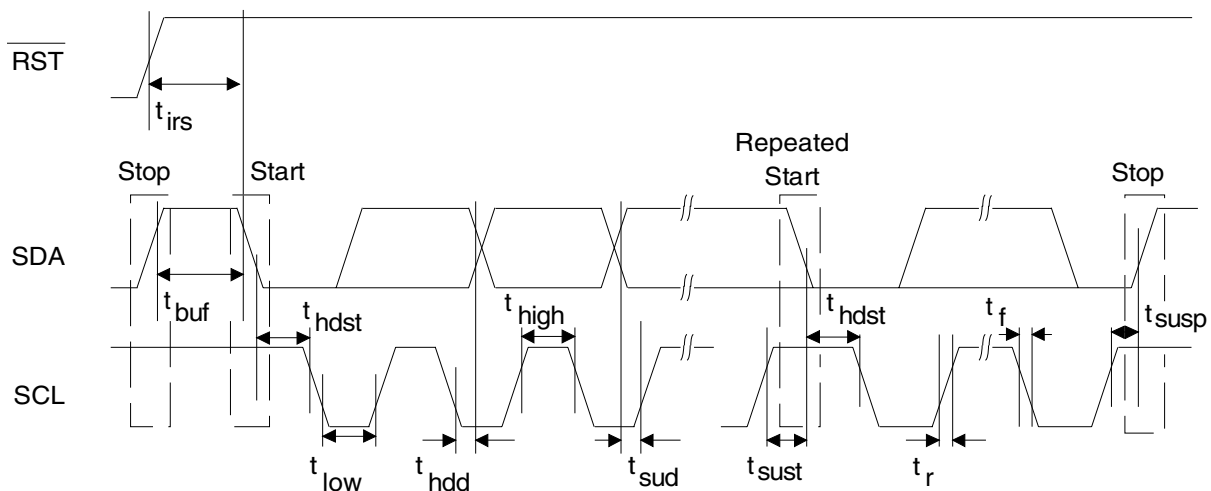 RST
t irs
Repeated
Stop Start Start Stop
SDA
t buf t hdst t high t hdst t f t susp
SCL
t low t hdd t sud t sust t r